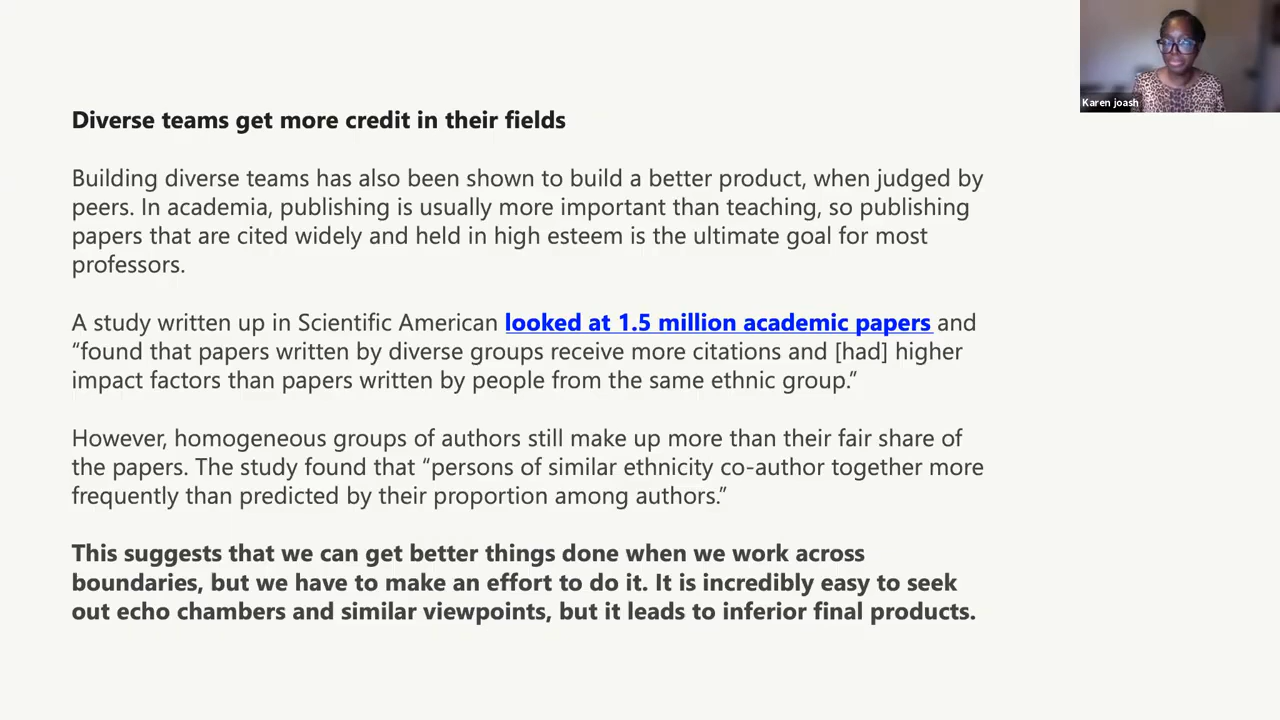 Karen joash
Diverse teams get more credit in their fields
Building diverse teams has also been shown to build a better product, when judged by
peers. In academia, publishing is usually more important than teaching, so publishing
papers that are cited widely and held in high esteem is the ultimate goal for most
professors.
A study written up in Scientific American looked at 1.5 million academic papers and
“found that papers written by diverse groups receive more citations and [had] higher
impact factors than papers written by people from the same ethnic group.”
However, homogeneous groups of authors still make up more than their fair share of
the papers. The study found that “persons of similar ethnicity co-author together more
frequently than predicted by their proportion among authors.”
This suggests that we can get better things done when we work across
boundaries, but we have to make an effort to do it. It is incredibly easy to seek
out echo chambers and similar viewpoints, but it leads to inferior final products.